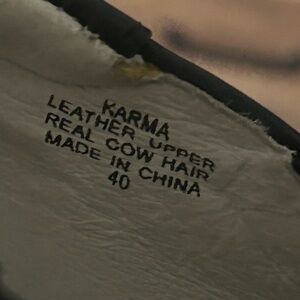 KARMA
LEATHER UPPER
REAL COW HAIR
MADE IN CHINA
40